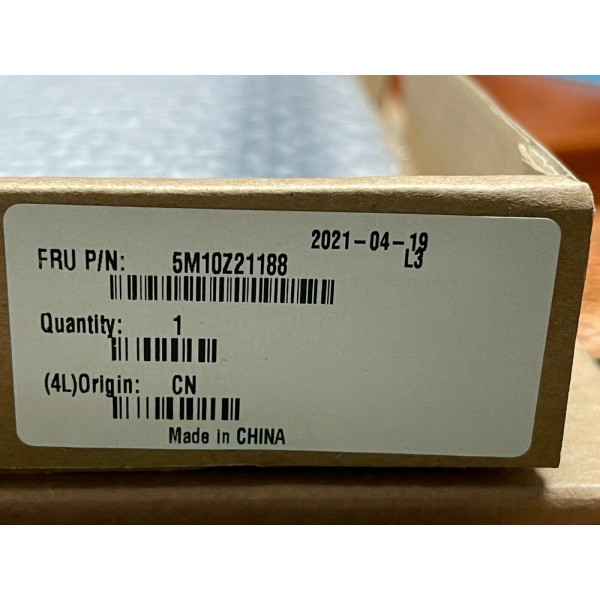 2021-04-19
L3
FRU P/N: 5M10Z21188
Quantity: 1
(4L)Origin: CN
Made in CHINA